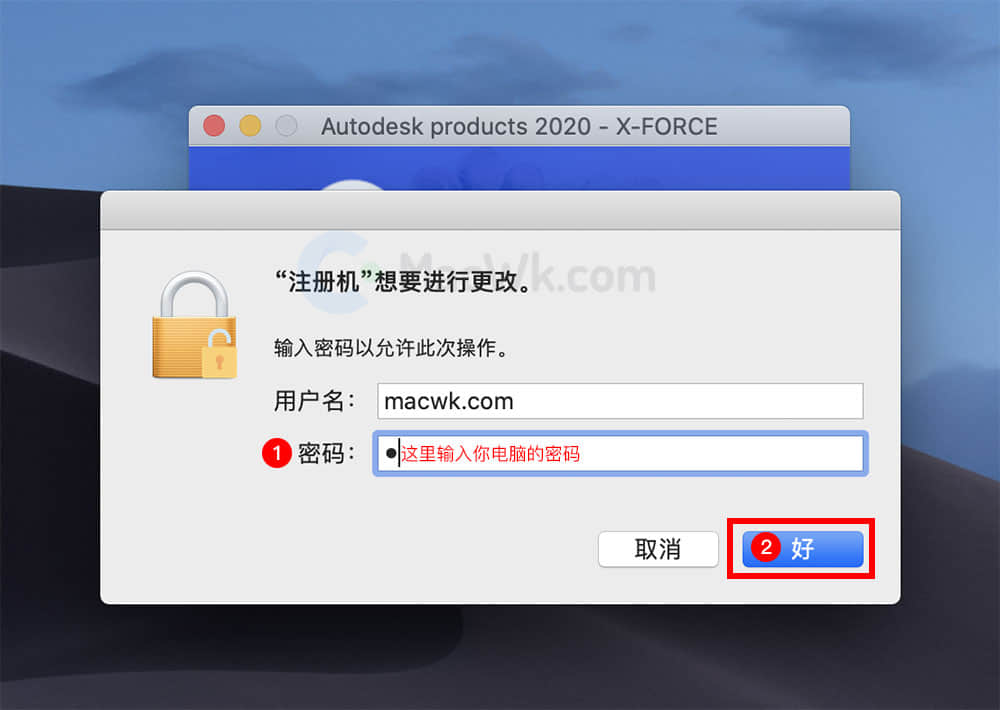 Autodesk products 2020 - X-FORCE
MacWk.com
“注册机”想要进行更改。
输入密码以允许此次操作。
用户名：
macwk.com
1 密码：
这里输入你电脑的密码
取消
2 好